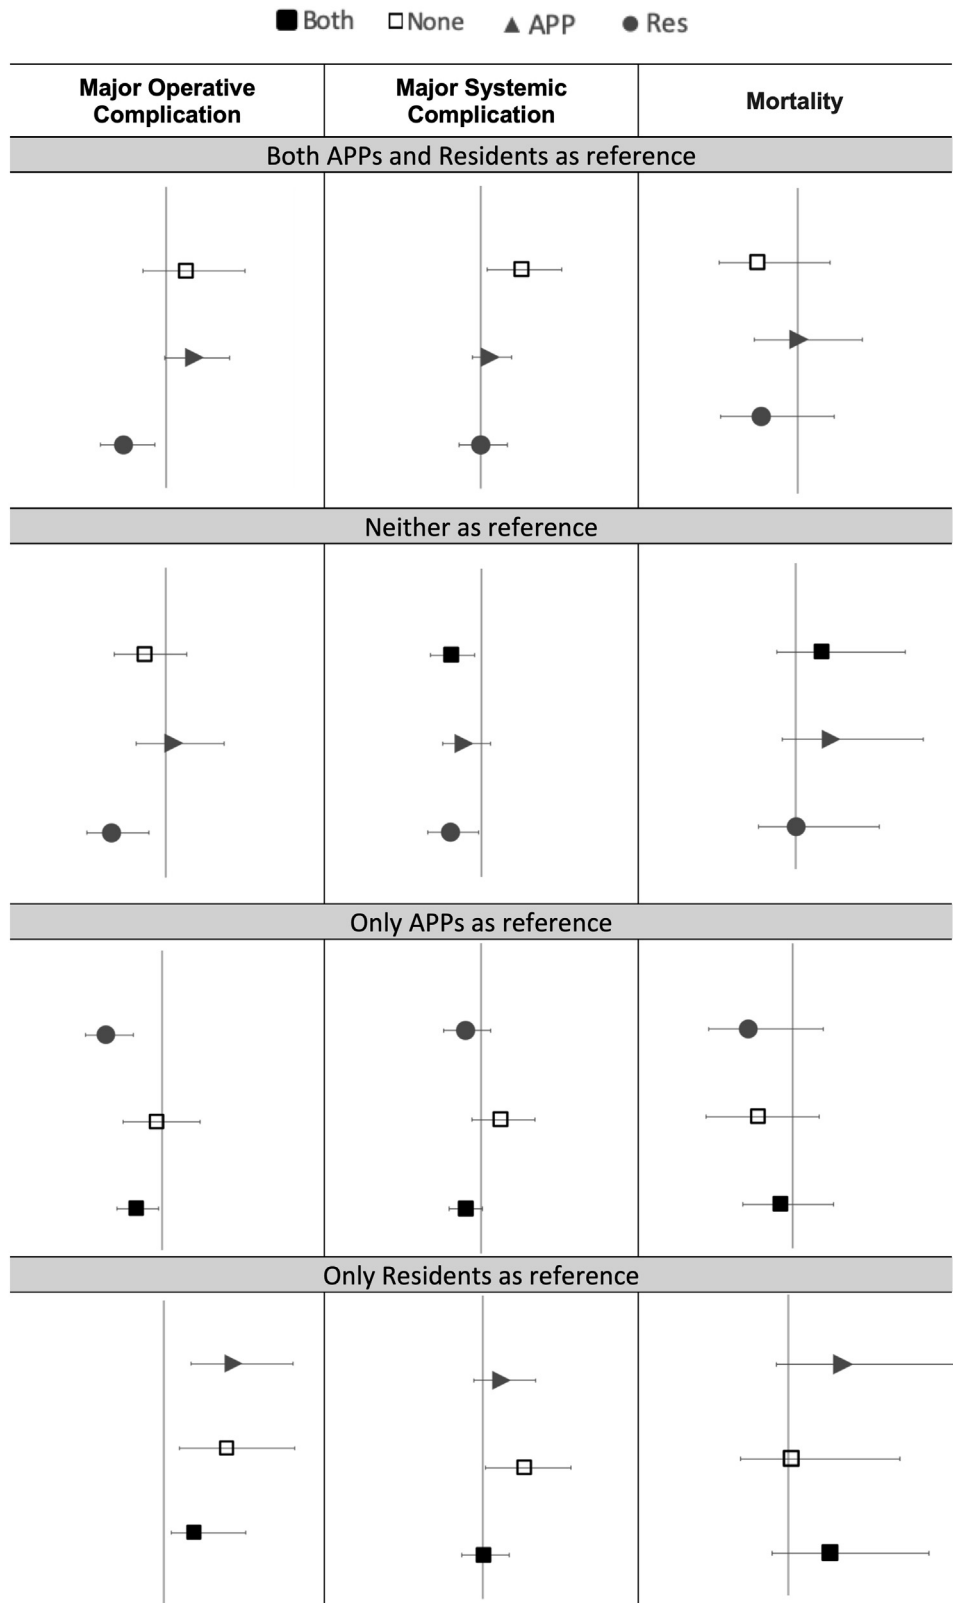 Both None APP Res
Major Operative Major Systemic Mortality
Complication Complication
Both APPs and Residents as reference
Neither as reference
Only APPs as reference
Only Residents as reference